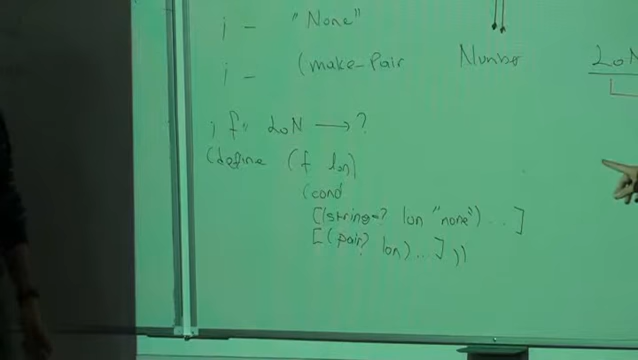 ; - "None"
; - (make-Pair Number LoN
; f: LoN → ?
(define (f lon)
(cond
[(string=? lon "none") ... ]
[(pair? lon) ... ] ))